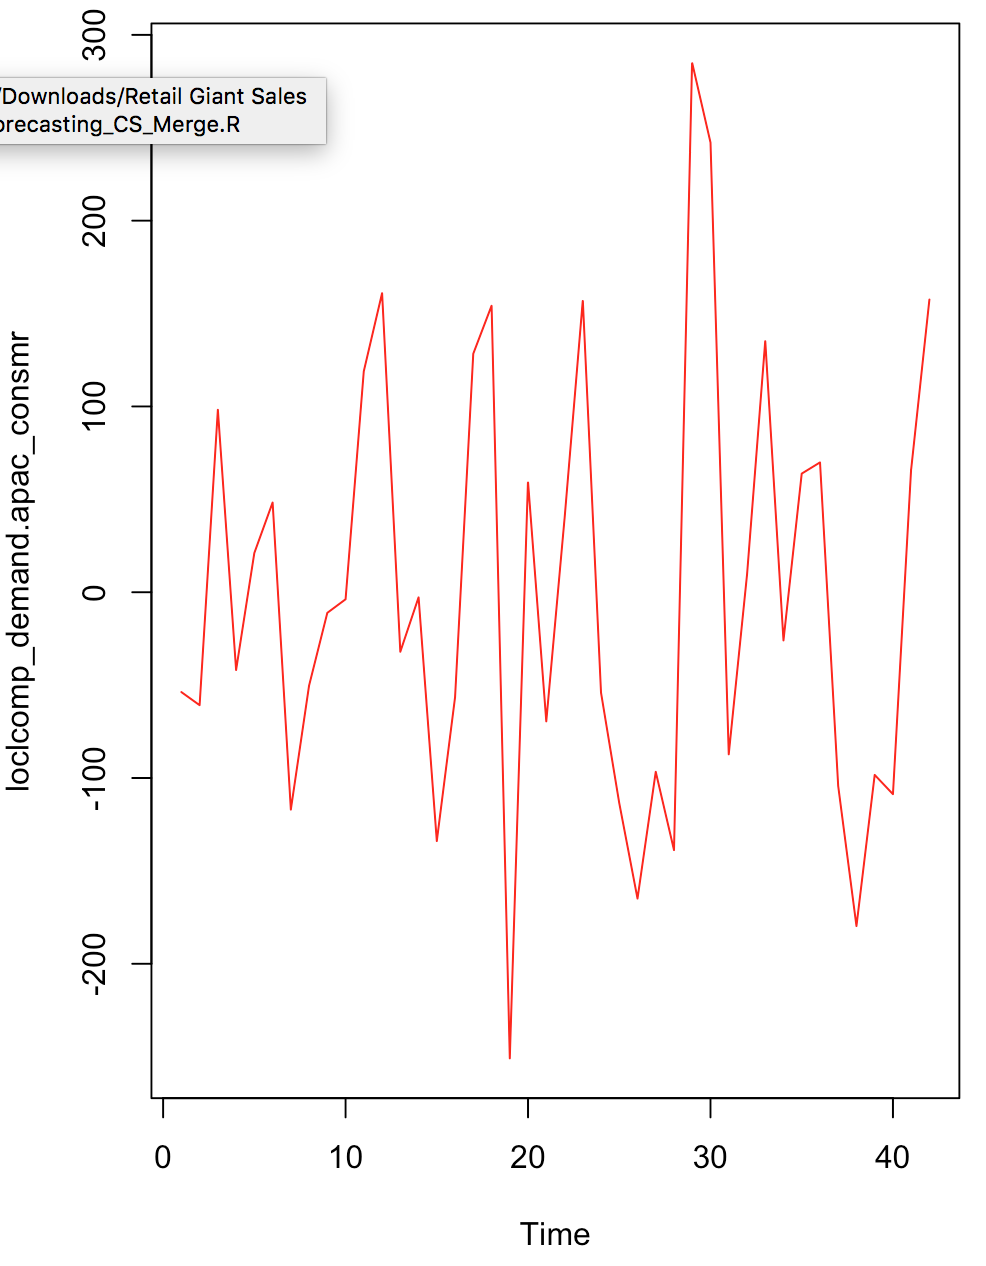 300
200
100
0
-100
-200
/Downloads/Retail Giant Sales
orecasting_CS_Merge.R
loclcomp_demand.apac_consmr
0 10 20 30 40
Time